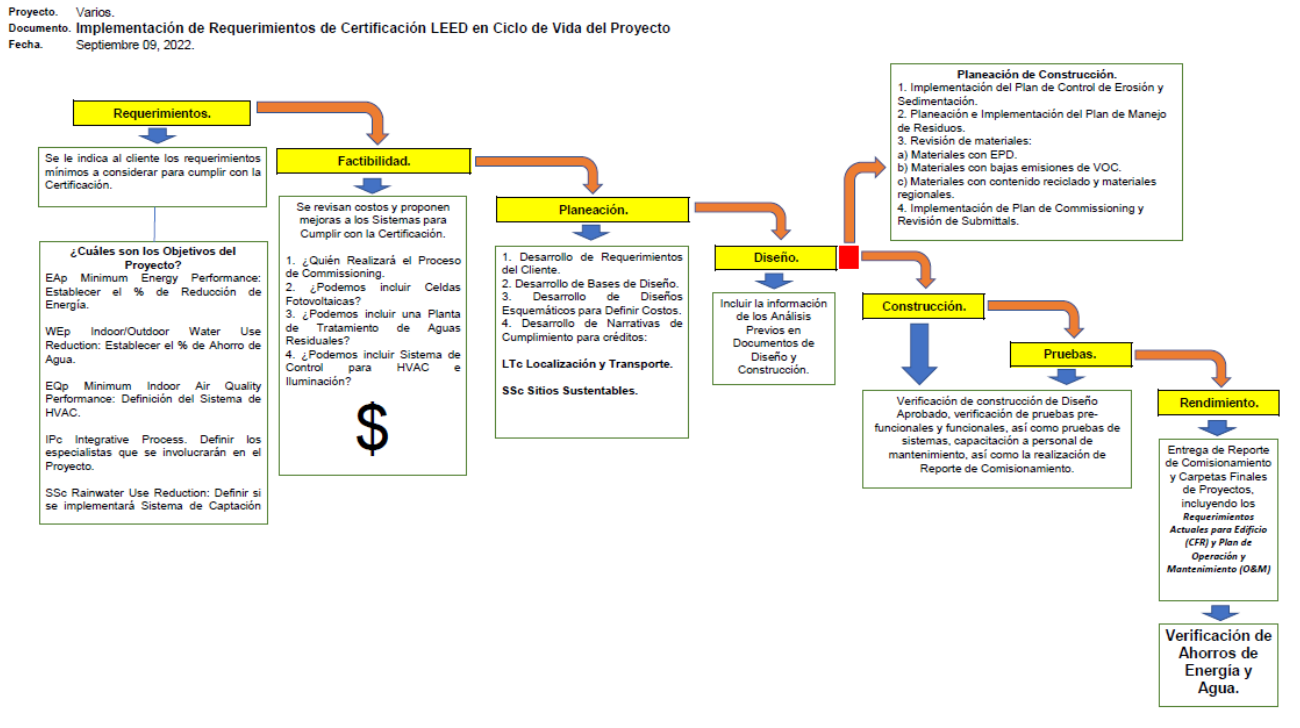 Proyecto. Varios.
Documento. Implementación de Requerimientos de Certificación LEED en Ciclo de Vida del Proyecto
Fecha. Septiembre 09, 2022.
Requerimientos.
Se le indica al cliente los requerimientos
mínimos a considerar para cumplir con la
Certificación.
¿Cuáles son los Objetivos del
Proyecto?
EAp Minimum Energy Performance:
Establecer el % de Reducción de
Energía.
WEp Indoor/Outdoor Water Use
Reduction: Establecer el % de Ahorro de
Agua.
EQp Minimum Indoor Air Quality
Performance: Definición del Sistema de
HVAC.
IPc Integrative Process. Definir los
especialistas que se involucrarán en el
Proyecto.
SSc Rainwater Use Reduction: Definir si
se implementará Sistema de Captación
Factibilidad.
Se revisan costos y proponen
mejoras a los Sistemas para
Cumplir con la Certificación.
1. ¿Quién Realizará el Proceso
de Commissioning.
2. ¿Podemos incluir Celdas
Fotovoltaicas?
3. ¿Podemos incluir una Planta
de Tratamiento de Aguas
Residuales?
4. ¿Podemos incluir Sistema de
Control para HVAC e
Iluminación?
$
Planeación.
1. Desarrollo de Requerimientos
del Cliente.
2. Desarrollo de Bases de Diseño.
3. Desarrollo de Diseños
Esquemáticos para Definir Costos.
4. Desarrollo de Narrativas de
Cumplimiento para créditos:
LTc Localización y Transporte.
SSc Sitios Sustentables.
Diseño.
Incluir la información
de los Análisis
Previos en
Documentos de
Diseño y
Construcción.
Planeación de Construcción.
1. Implementación del Plan de Control de Erosión y
Sedimentación.
2. Planeación e Implementación del Plan de Manejo
de Residuos.
3. Revisión de materiales:
a) Materiales con EPD.
b) Materiales con bajas emisiones de VOC.
c) Materiales con contenido reciclado y materiales
regionales.
4. Implementación de Plan de Commissioning y
Revisión de Submittals.
Construcción.
Pruebas.
Verificación de construcción de Diseño
Aprobado, verificación de pruebas pre-
funcionales y funcionales, así como pruebas de
sistemas, capacitación a personal de
mantenimiento, así como la realización de
Reporte de Comisionamiento.
Rendimiento.
Entrega de Reporte
de Comisionamiento
y Carpetas Finales
de Proyectos,
incluyendo los
Requerimientos
Actuales para Edificio
(CFR) y Plan de
Operación y
Mantenimiento (O&M)
Verificación de
Ahorros de
Energía y
Agua.